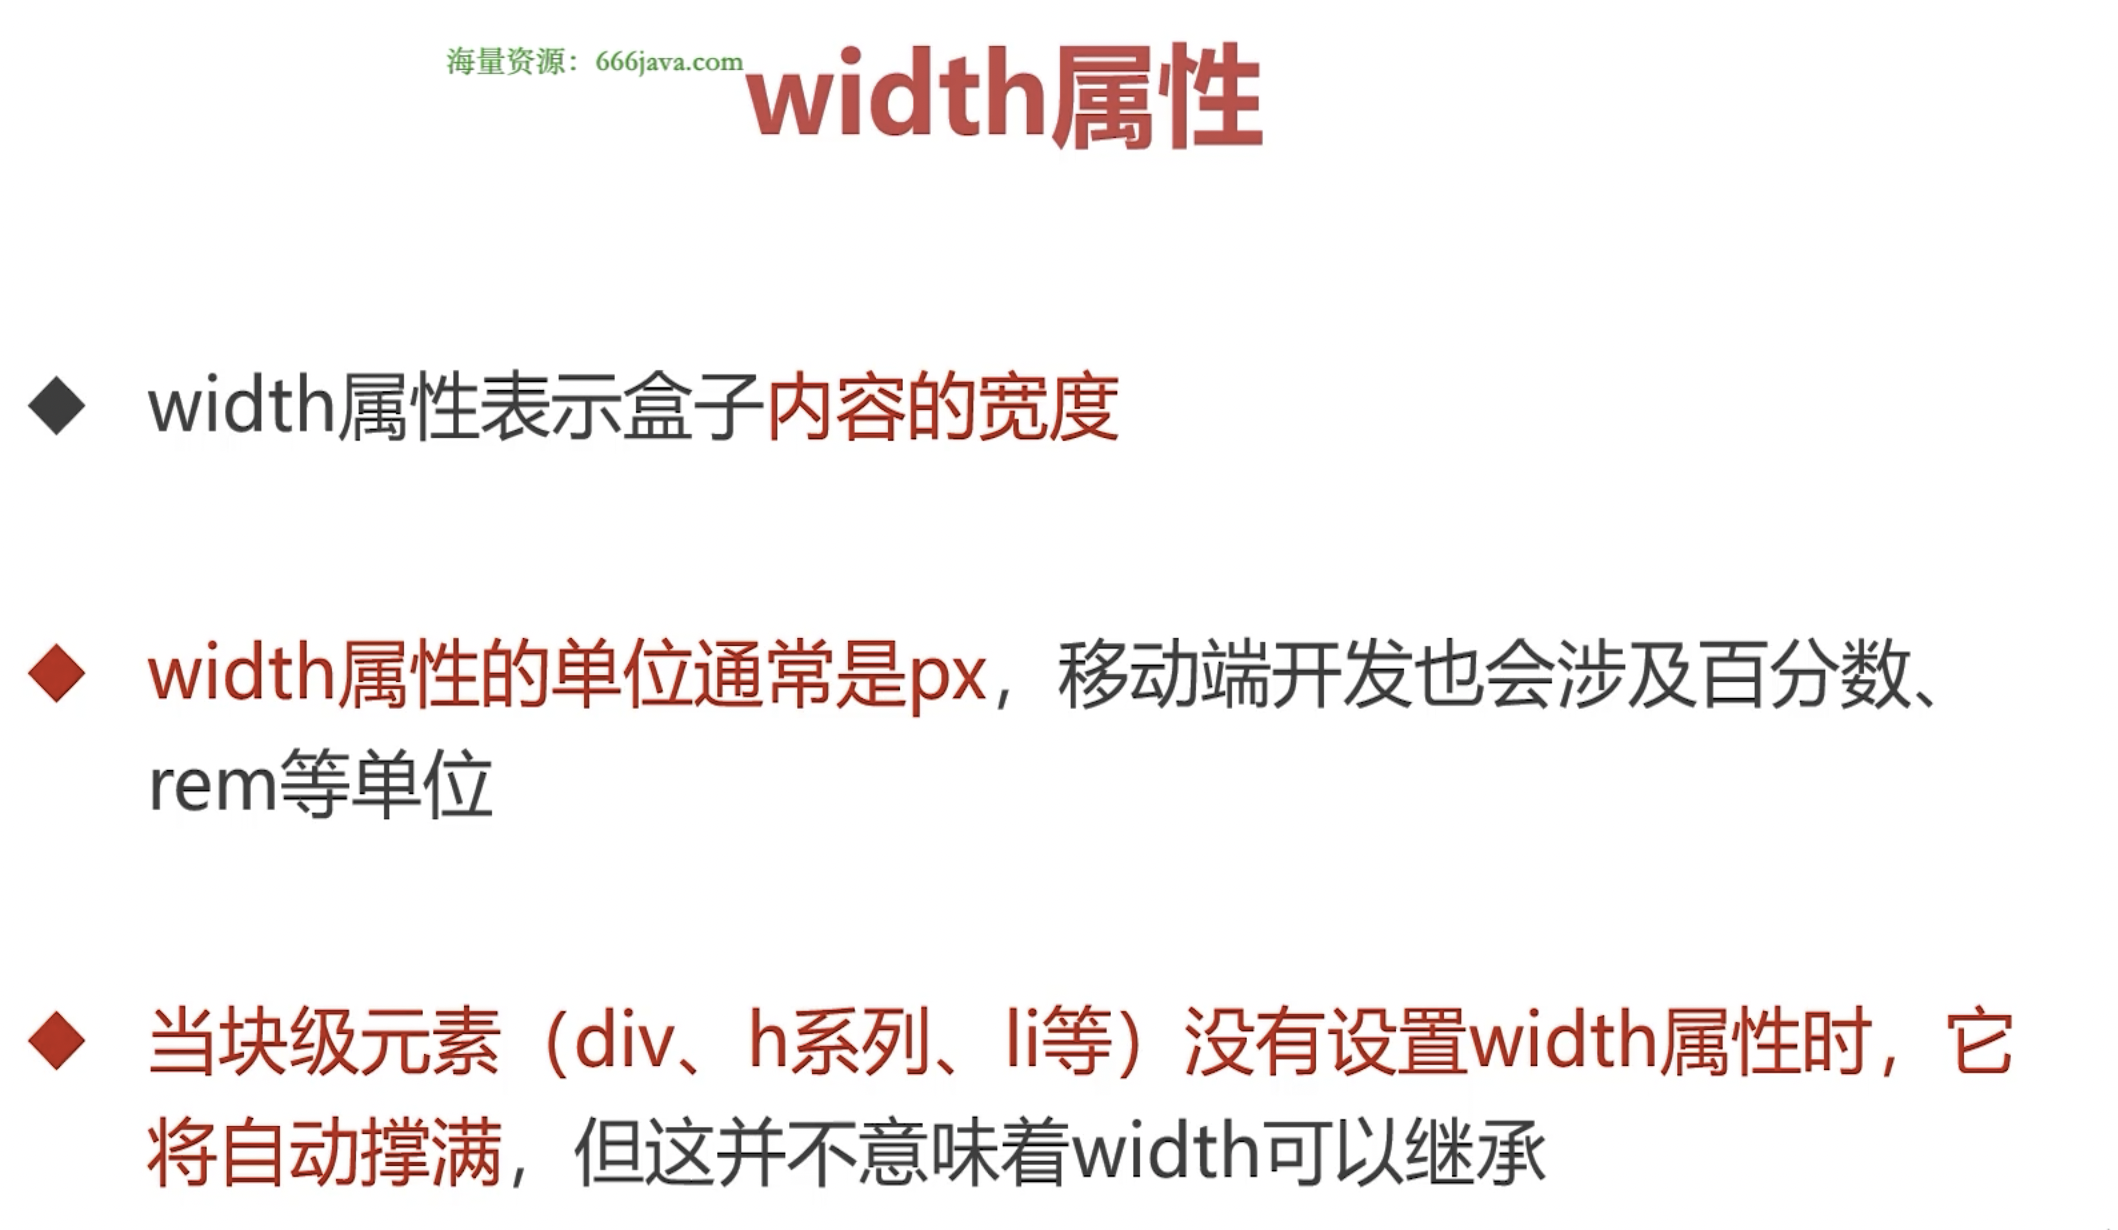 海量资源：666java.com
width属性
width属性表示盒子内容的宽度
width属性的单位通常是px，移动端开发也会涉及百分数、
rem等单位
当块级元素（div、h系列、li等）没有设置width属性时，它
将自动撑满，但这并不意味着width可以继承